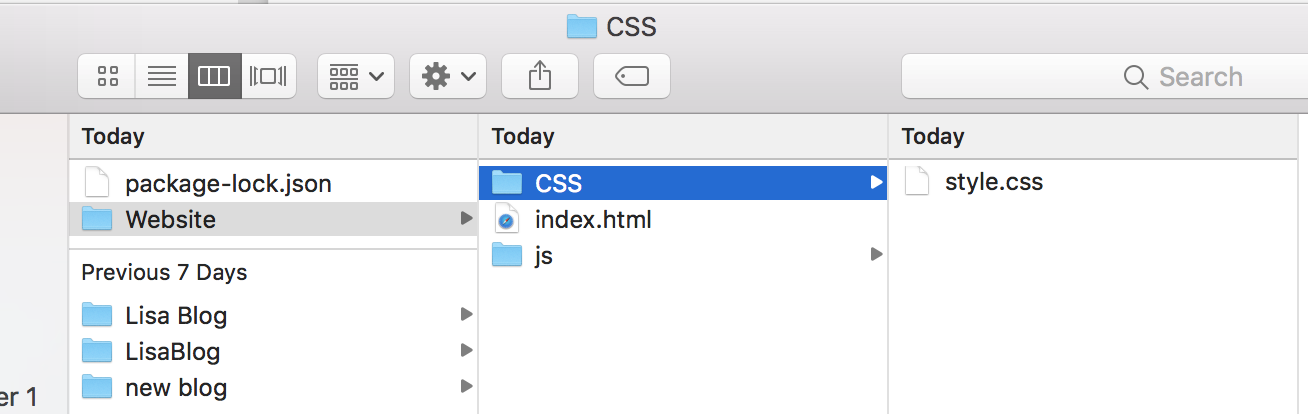 CSS
Search
Today
package-lock.json
Website
Previous 7 Days
Lisa Blog
LisaBlog
new blog
Today
CSS
index.html
js
Today
style.css
er 1